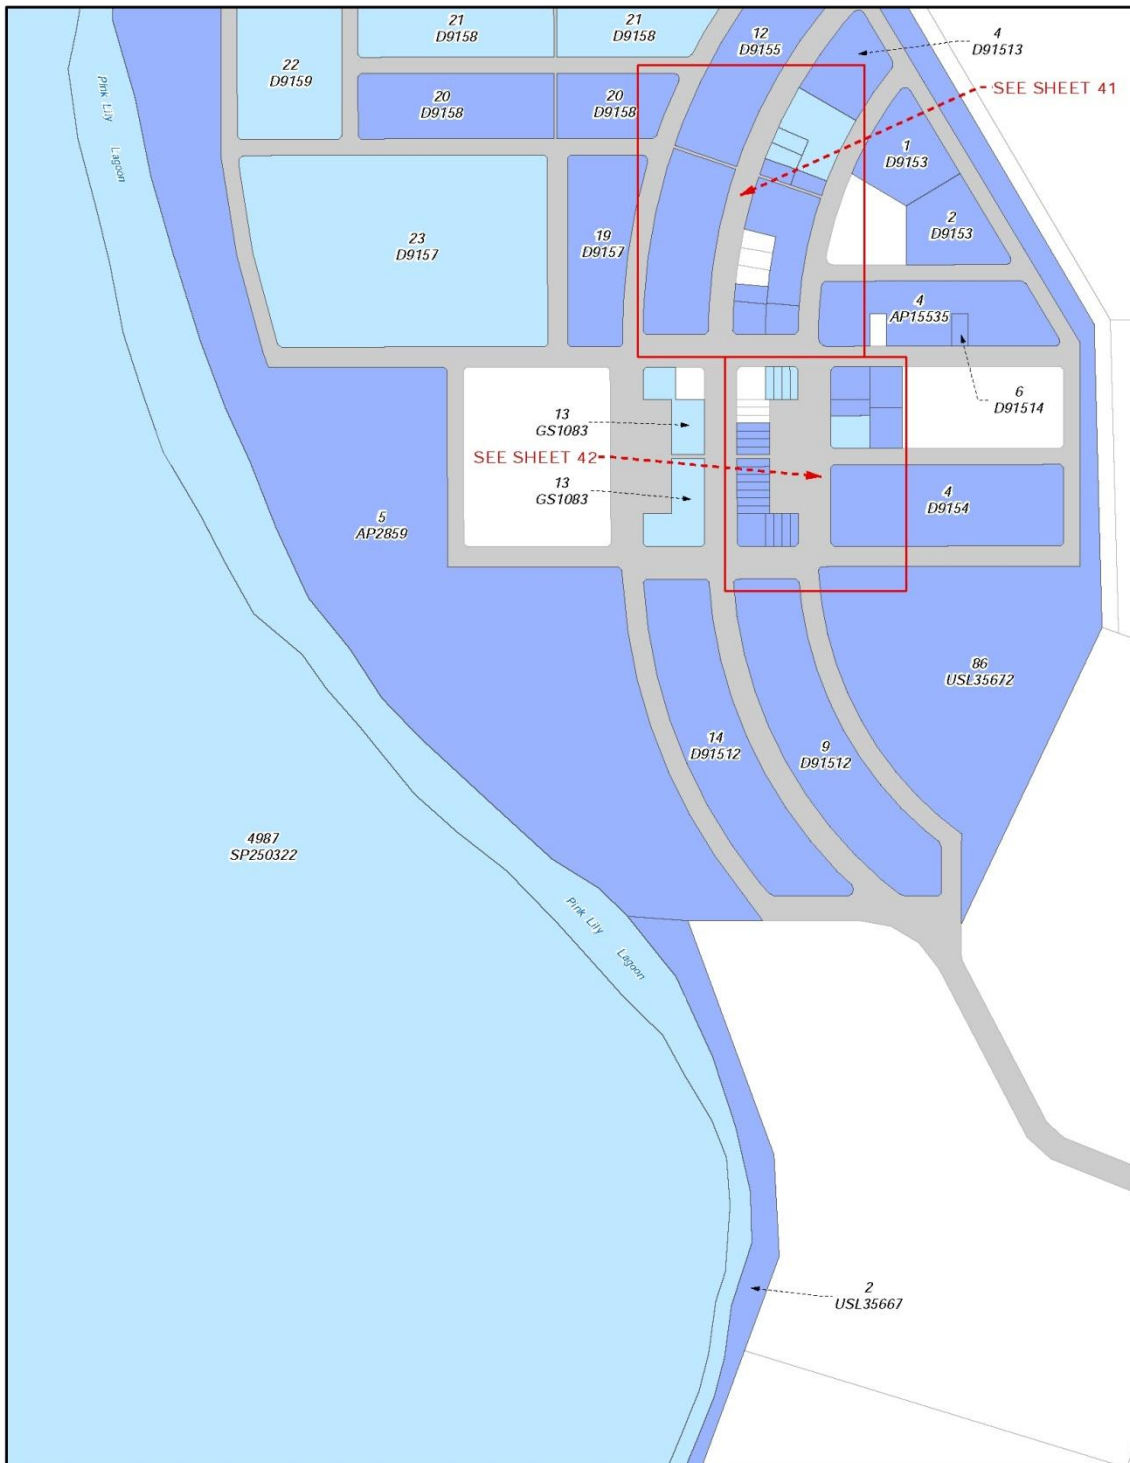 21
D9158
21
D9158
12
D9155
4
D91513
22
D9159
20
D9158
20
D9158
SEE SHEET 41
Pink Lily
Lagoon
1
D9153
2
D9153
23
D9157
19
D9157
4
AP15535
6
D91514
13
GS1083
SEE SHEET 42
13
GS1083
4
D9154
5
AP2859
86
USL35672
14
D91512
9
D91512
4987
SP250322
Pink Lily
Lagoon
2
USL35667